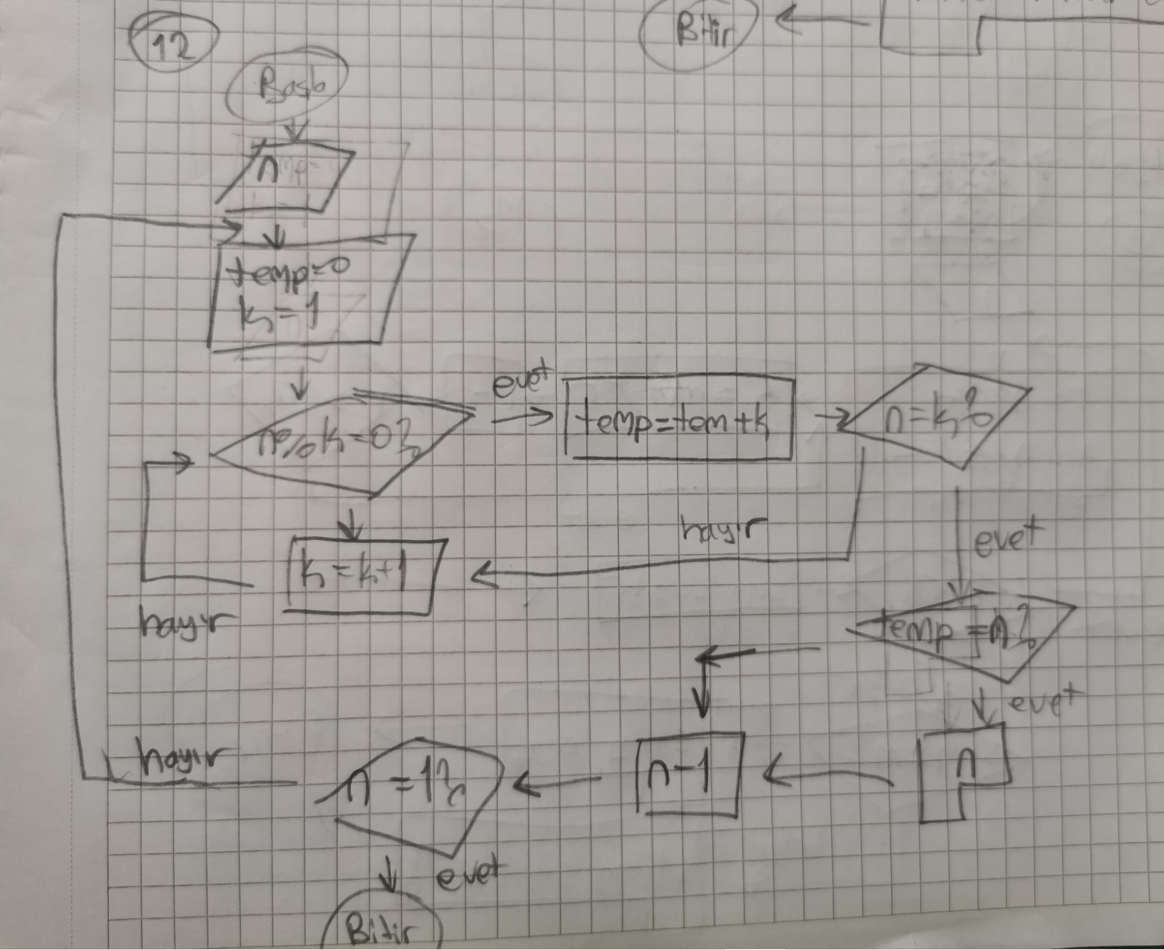 12
Bitir
Basla
n
temp=0
k=1
n%k=0?
evet
temp=tem+k
n=k?
hayır
evet
k=k+1
hayır
temp=n?
evet
n
n-1
n=1?
hayır
evet
Bitir